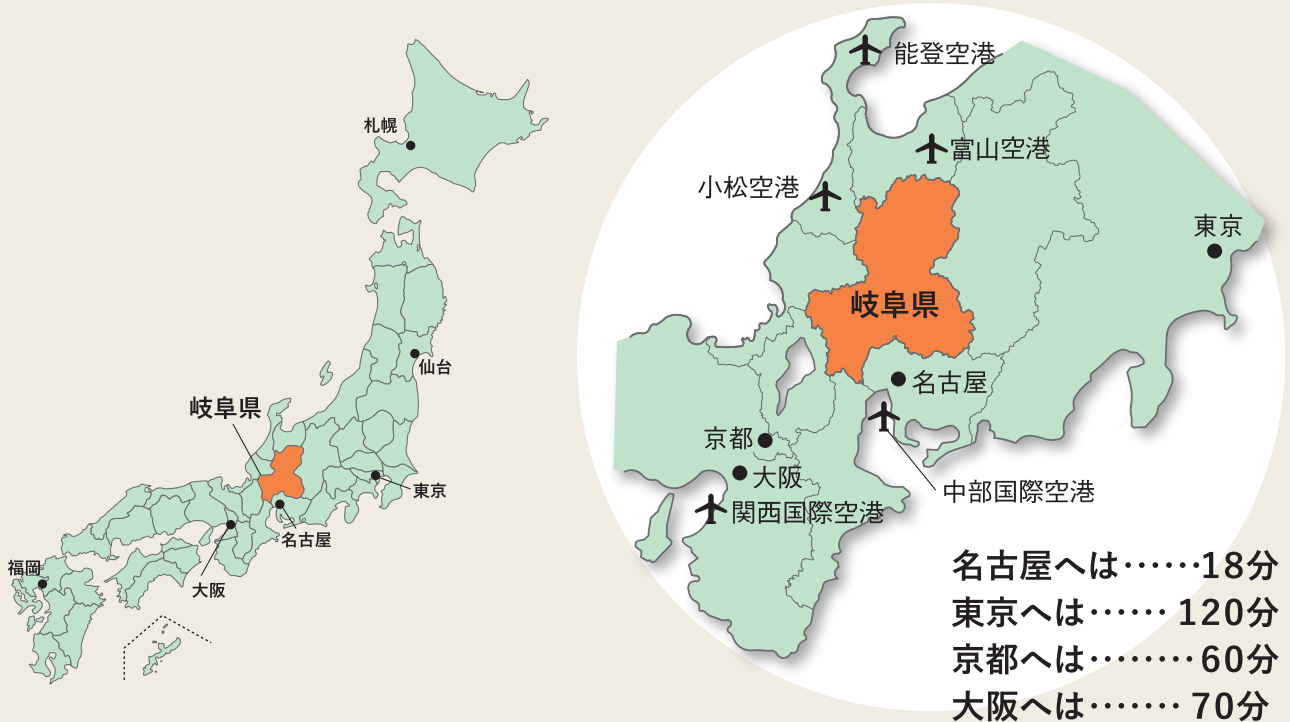 札幌
仙台
岐阜県
東京
名古屋
大阪
福岡
能登空港
富山空港
小松空港
東京
岐阜県
名古屋
京都
大阪
中部国際空港
関西国際空港
名古屋へは……18分
東京へは…… 120分
京都へは……‥ 60分
大阪へは……‥ 70分